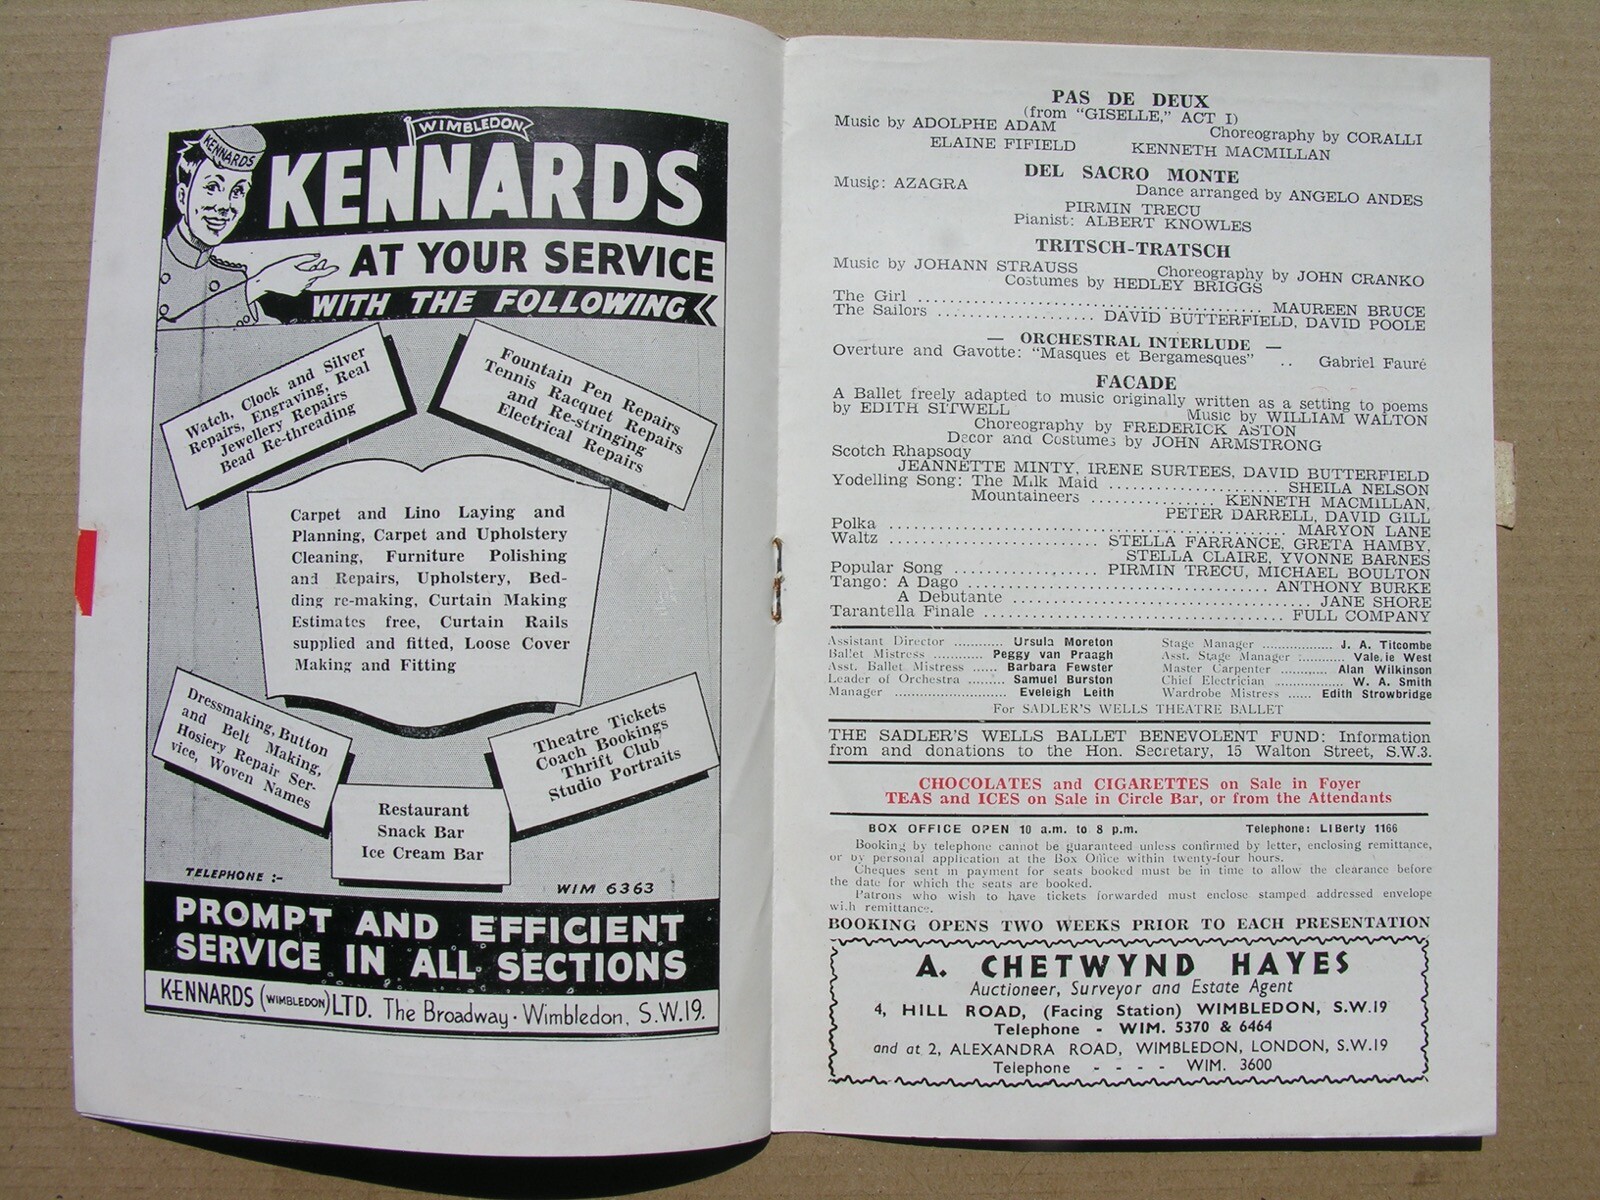 WIMBLEDON
KENNARDS
KENNARDS
AT YOUR SERVICE
WITH THE FOLLOWING
Watch, Clock and Silver
Repairs, Engraving, Real
Jewellery Repairs
Bead Re-threading
Fountain Pen Repairs
Tennis Racquet Repairs
and Re-stringing
Electrical Repairs
Carpet and Lino Laying and
Planning, Carpet and Upholstery
Cleaning, Furniture Polishing
and Repairs, Upholstery, Bed-
ding re-making, Curtain Making
Estimates free, Curtain Rails
supplied and fitted, Loose Cover
Making and Fitting
Dressmaking, Button
and Belt Making,
Hosiery Repair Ser-
vice, Woven Names
Restaurant
Snack Bar
Ice Cream Bar
Theatre Tickets
Coach Bookings
Thrift Club
Studio Portraits
TELEPHONE :- WIM 6363
PROMPT AND EFFICIENT
SERVICE IN ALL SECTIONS
KENNARDS (WIMBLEDON) LTD. The Broadway · Wimbledon, S.W.19.
PAS DE DEUX
(from "GISELLE," ACT I)
Music by ADOLPHE ADAM Choreography by CORALLI
ELAINE FIFIELD KENNETH MACMILLAN
DEL SACRO MONTE
Music: AZAGRA Dance arranged by ANGELO ANDES
PIRMIN TRECU
Pianist: ALBERT KNOWLES
TRITSCH-TRATSCH
Music by JOHANN STRAUSS Choreography by JOHN CRANKO
Costumes by HEDLEY BRIGGS
The Girl ........................................ MAUREEN BRUCE
The Sailors .................... DAVID BUTTERFIELD, DAVID POOLE
— ORCHESTRAL INTERLUDE —
Overture and Gavotte: "Masques et Bergamesques" .. Gabriel Fauré
FACADE
A Ballet freely adapted to music originally written as a setting to poems
by EDITH SITWELL Music by WILLIAM WALTON
Choreography by FREDERICK ASTON
Decor and Costumes by JOHN ARMSTRONG
Scotch Rhapsody
JEANNETTE MINTY, IRENE SURTEES, DAVID BUTTERFIELD
Yodelling Song: The Milk Maid ...................... SHEILA NELSON
Mountaineers ............... KENNETH MACMILLAN,
PETER DARRELL, DAVID GILL
Polka ............................................. MARYON LANE
Waltz ........................... STELLA FARRANCE, GRETA HAMBY,
STELLA CLAIRE, YVONNE BARNES
Popular Song ................ PIRMIN TRECU, MICHAEL BOULTON
Tango: A Dago .................................. ANTHONY BURKE
A Debutante ..................................... JANE SHORE
Tarantella Finale ................................. FULL COMPANY
Assistant Director ............ Ursula Moreton
Ballet Mistress .................. Peggy van Praagh
Asst. Ballet Mistress ...... Barbara Fewster
Leader of Orchestra ......... Samuel Burston
Manager .......................... Eveleigh Leith
Stage Manager .................. J. A. Titcombe
Asst. Stage Manager ........... Valerie West
Master Carpenter ............ Alan Wilkinson
Chief Electrician ..................... W. A. Smith
Wardrobe Mistress ...... Edith Strowbridge
For SADLER'S WELLS THEATRE BALLET
THE SADLER'S WELLS BALLET BENEVOLENT FUND: Information
from and donations to the Hon. Secretary, 15 Walton Street, S.W.3.
CHOCOLATES and CIGARETTES on Sale in Foyer
TEAS and ICES on Sale in Circle Bar, or from the Attendants
BOX OFFICE OPEN 10 a.m. to 8 p.m. Telephone: LIBerty 1166
Booking by telephone cannot be guaranteed unless confirmed by letter, enclosing remittance,
or by personal application at the Box Office within twenty-four hours.
Cheques sent in payment for seats booked must be in time to allow the clearance before
the date for which the seats are booked.
Patrons who wish to have tickets forwarded must enclose stamped addressed envelope
with remittance.
BOOKING OPENS TWO WEEKS PRIOR TO EACH PRESENTATION
A. CHETWYND HAYES
Auctioneer, Surveyor and Estate Agent
4, HILL ROAD, (Facing Station) WIMBLEDON, S.W.19
Telephone - WIM. 5370 & 6464
and at 2, ALEXANDRA ROAD, WIMBLEDON, LONDON, S.W.19
Telephone - - - - WIM. 3600